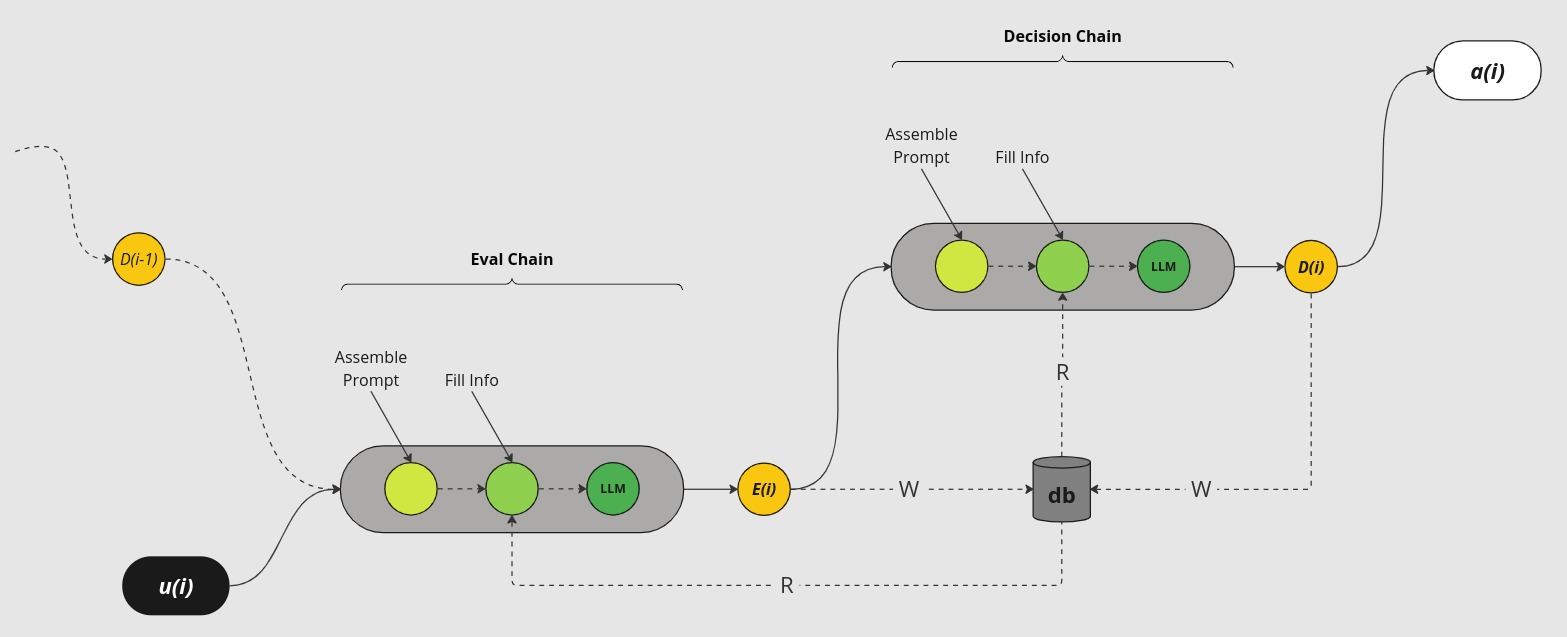 Decision Chain
a(i)
Assemble
Prompt
Fill Info
D(i-1)
Eval Chain
LLM
D(i)
Assemble
Prompt
Fill Info
R
LLM
E(i)
W
db
W
u(i)
R